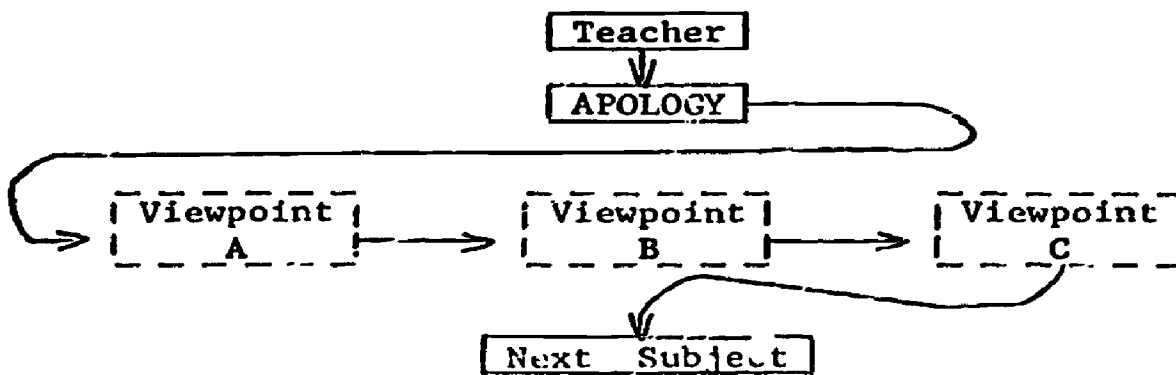 Teacher
APOLOGY
Viewpoint
A
Viewpoint
B
Viewpoint
C
Next Subject